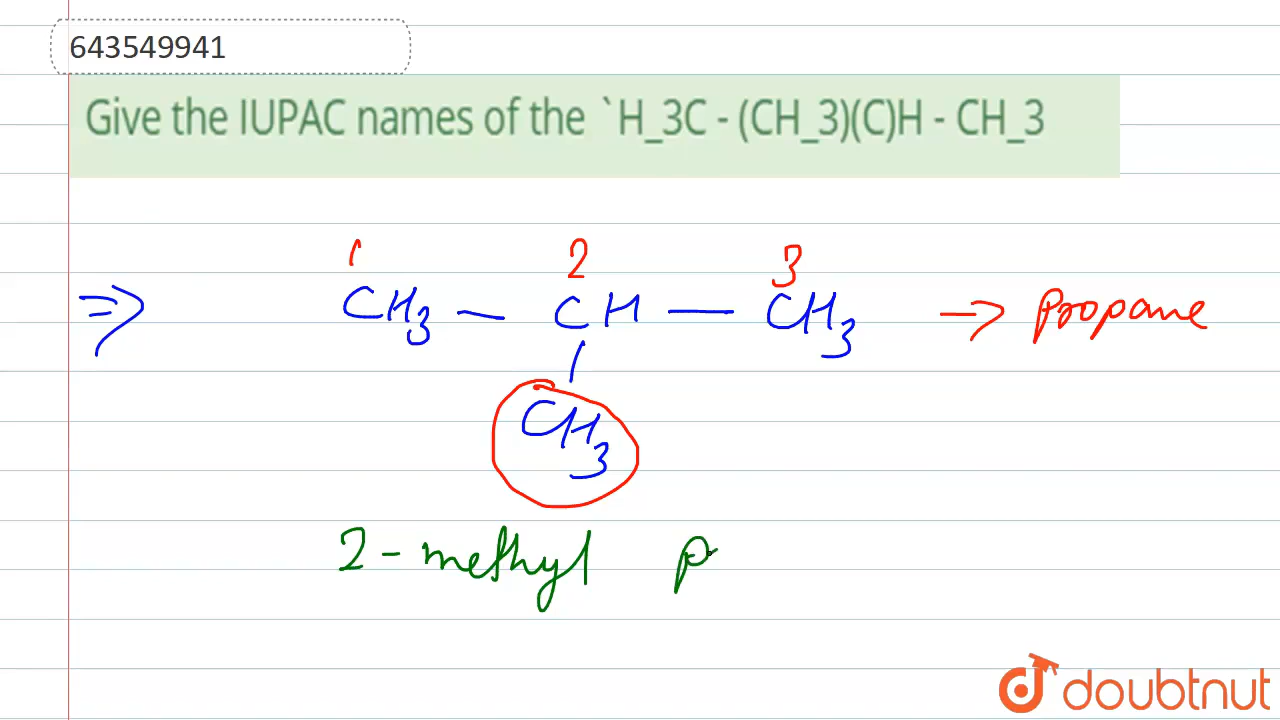 643549941
Give the IUPAC names of the `H_3C - (CH_3)(C)H - CH_3
1 2 3
⇒ CH3 — CH — CH3 → Propane
CH3
2-methyl p
doubtnut